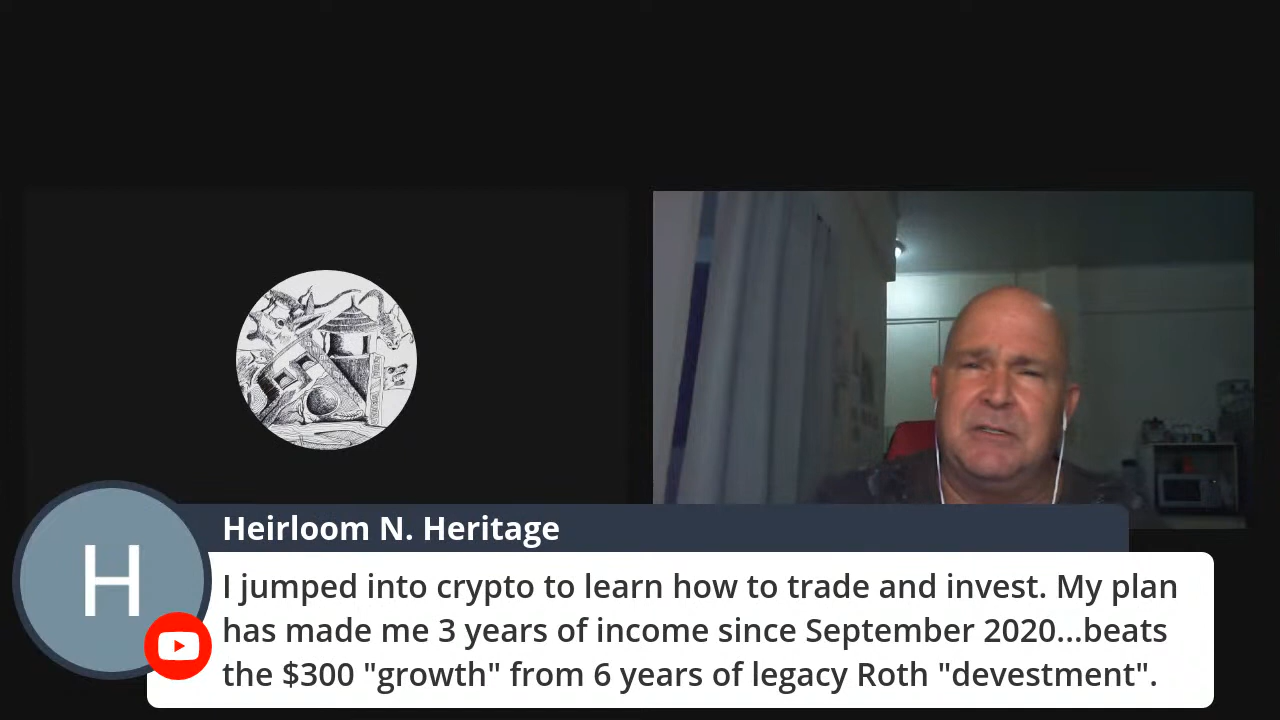 Heirloom N. Heritage
H
I jumped into crypto to learn how to trade and invest. My plan
has made me 3 years of income since September 2020...beats
the $300 "growth" from 6 years of legacy Roth "devestment".